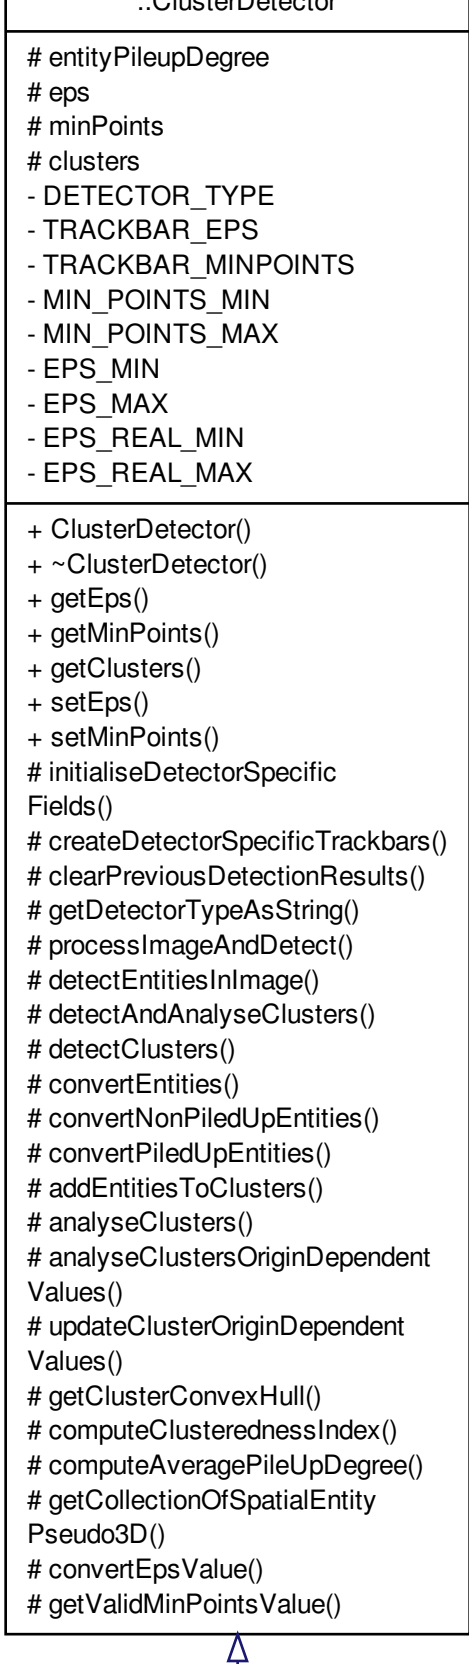 ::ClusterDetector
# entityPileupDegree
# eps
# minPoints
# clusters
- DETECTOR_TYPE
- TRACKBAR_EPS
- TRACKBAR_MINPOINTS
- MIN_POINTS_MIN
- MIN_POINTS_MAX
- EPS_MIN
- EPS_MAX
- EPS_REAL_MIN
- EPS_REAL_MAX
+ ClusterDetector()
+ ~ClusterDetector()
+ getEps()
+ getMinPoints()
+ getClusters()
+ setEps()
+ setMinPoints()
# initialiseDetectorSpecific
Fields()
# createDetectorSpecificTrackbars()
# clearPreviousDetectionResults()
# getDetectorTypeAsString()
# processImageAndDetect()
# detectEntitiesInImage()
# detectAndAnalyseClusters()
# detectClusters()
# convertEntities()
# convertNonPiledUpEntities()
# convertPiledUpEntities()
# addEntitiesToClusters()
# analyseClusters()
# analyseClustersOriginDependent
Values()
# updateClusterOriginDependent
Values()
# getClusterConvexHull()
# computeClusterednessIndex()
# computeAveragePileUpDegree()
# getCollectionOfSpatialEntity
Pseudo3D()
# convertEpsValue()
# getValidMinPointsValue()